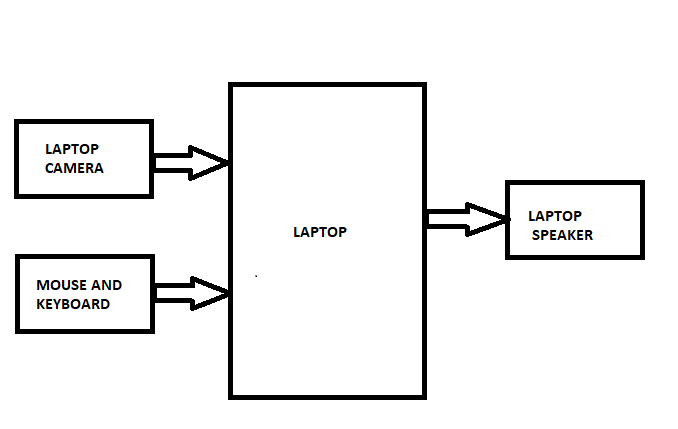 LAPTOP
CAMERA
MOUSE AND
KEYBOARD
LAPTOP
LAPTOP
SPEAKER